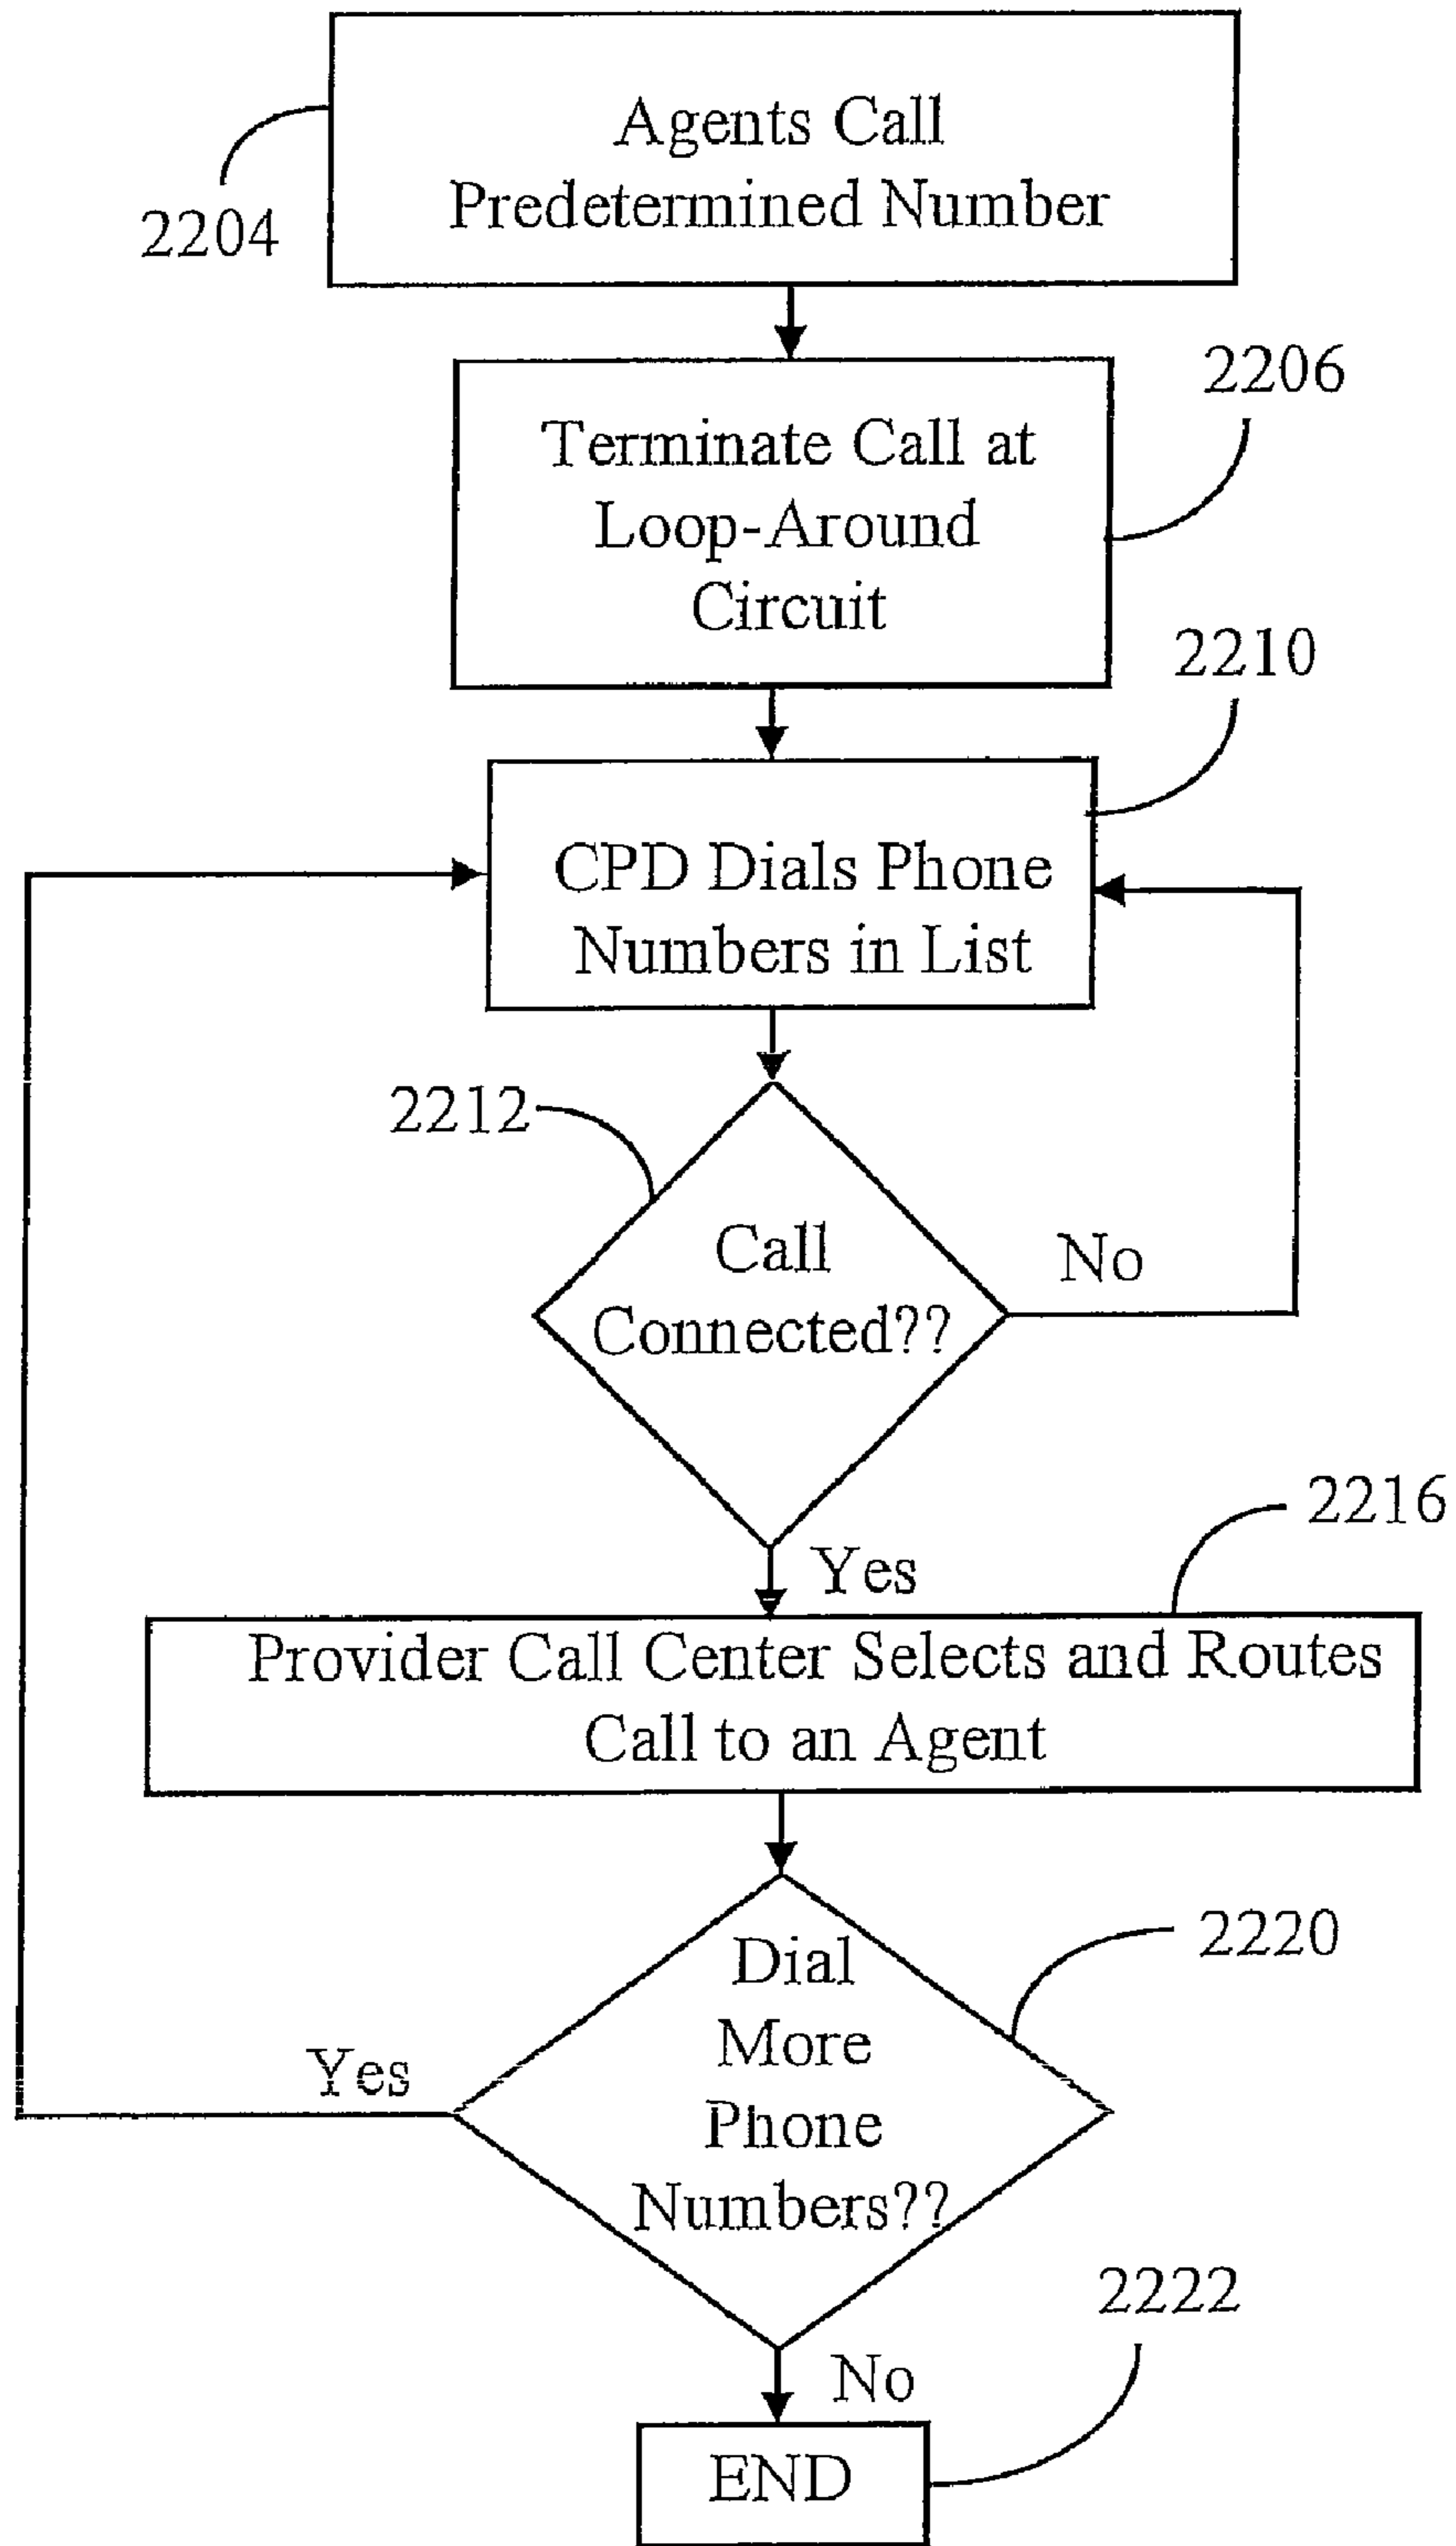 Agents Call
Predetermined Number
2204
Terminate Call at
Loop-Around
Circuit
2206
2210
CPD Dials Phone
Numbers in List
2212
Call
Connected??
No
Yes
2216
Provider Call Center Selects and Routes
Call to an Agent
2220
Dial
More
Phone
Numbers??
Yes
2222
No
END